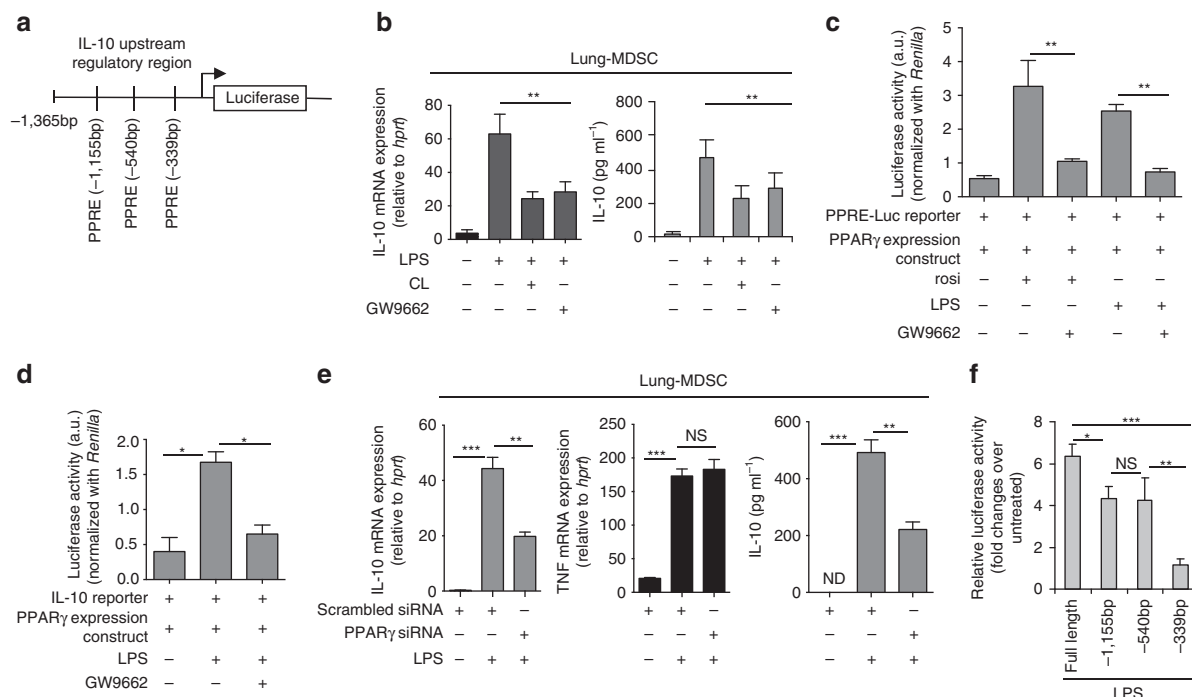 a
IL-10 upstream
regulatory region
Luciferase
–1,365bp
PPRE (–1,155bp)
PPRE (–540bp)
PPRE (–339bp)
b
Lung-MDSC
IL-10 mRNA expression
(relative to hprt)
80
60
40
20
0
**
LPS – + + +
CL – – + –
GW9662 – – – +
IL-10 (pg ml−1)
800
600
400
200
0
**
– + + +
– – + –
– – – +
c
Luciferase activity (a.u.)
(normalized with Renilla)
5
4
3
2
1
0
**
**
PPRE-Luc reporter + + + + +
PPARγ expression
construct + + + + +
rosi – + + – –
LPS – – – + +
GW9662 – – + – +
d
Luciferase activity (a.u.)
(normalized with Renilla)
2.0
1.5
1.0
0.5
0.0
*
*
IL-10 reporter + + +
PPARγ expression
construct + + +
LPS – + +
GW9662 – – +
e
Lung-MDSC
IL-10 mRNA expression
(relative to hprt)
60
40
20
0
***
**
Scrambled siRNA + + –
PPARγ siRNA – – +
LPS – + +
TNF mRNA expression
(relative to hprt)
250
200
150
100
50
0
***
NS
+ + –
– – +
– + +
IL-10 (pg ml−1)
600
400
200
0
***
**
ND
+ + –
– – +
– + +
f
Relative luciferase activity
(fold changes over
untreated)
8
6
4
2
0
***
*
NS
**
Full length
–1,155bp
–540bp
–339bp
LPS